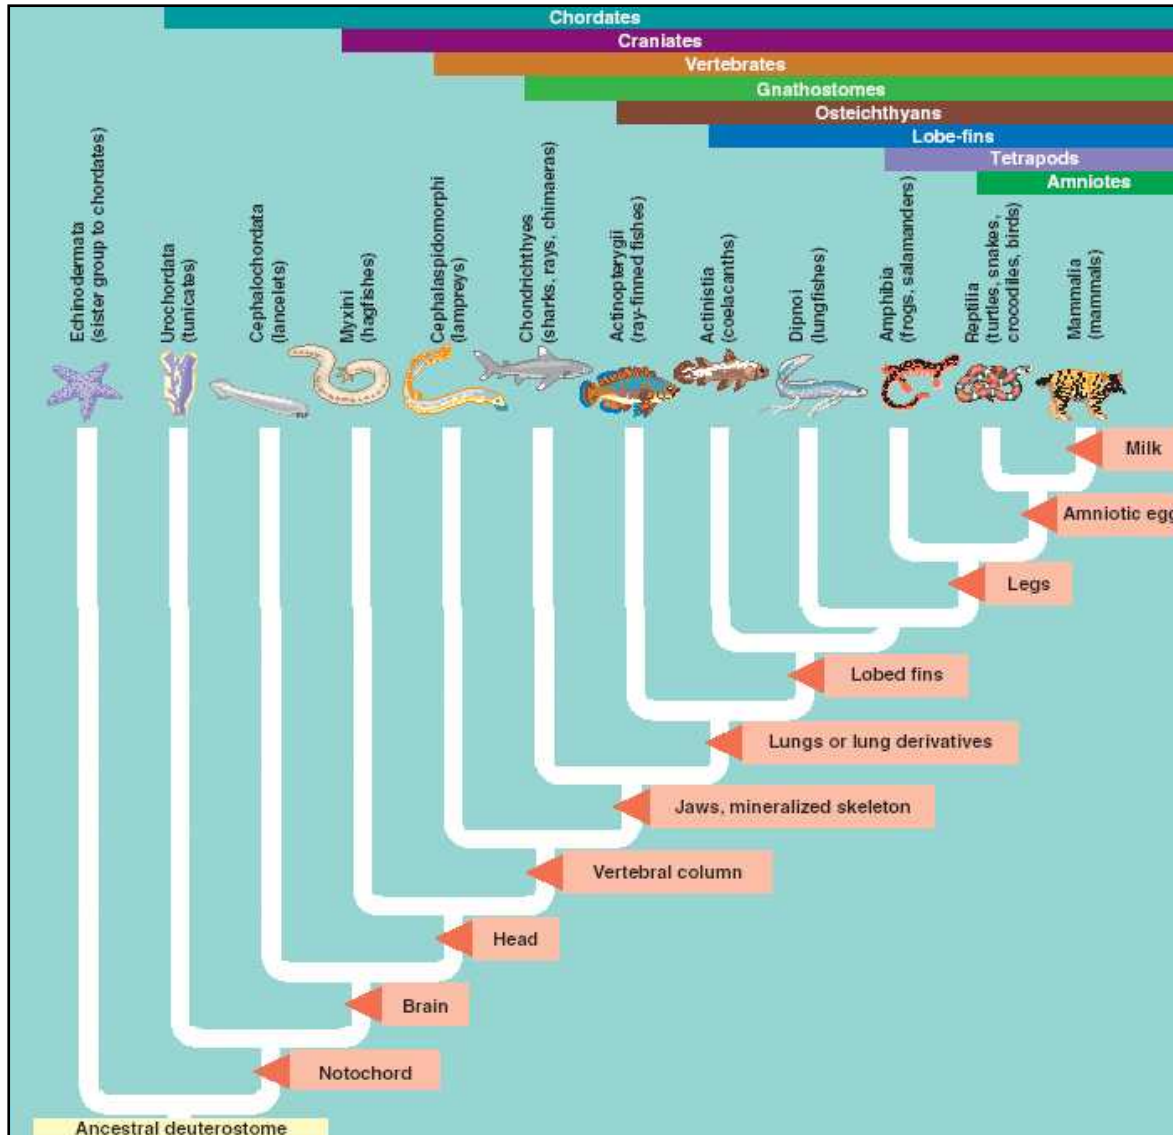 Chordates
Craniates
Vertebrates
Gnathostomes
Osteichthyans
Lobe-fins
Tetrapods
Amniotes
Echinodermata
(sister group to chordates)
Urochordata
(tunicates)
Cephalochordata
(lancelets)
Myxini
(hagfishes)
Cephalaspidomorphi
(lampreys)
Chondrichthyes
(sharks, rays, chimaeras)
Actinopterygii
(ray-finned fishes)
Actinistia
(coelacanths)
Dipnoi
(lungfishes)
Amphibia
(frogs, salamanders)
Reptilia
(turtles, snakes,
crocodiles, birds)
Mammalia
(mammals)
Milk
Amniotic egg
Legs
Lobed fins
Lungs or lung derivatives
Jaws, mineralized skeleton
Vertebral column
Head
Brain
Notochord
Ancestral deuterostome